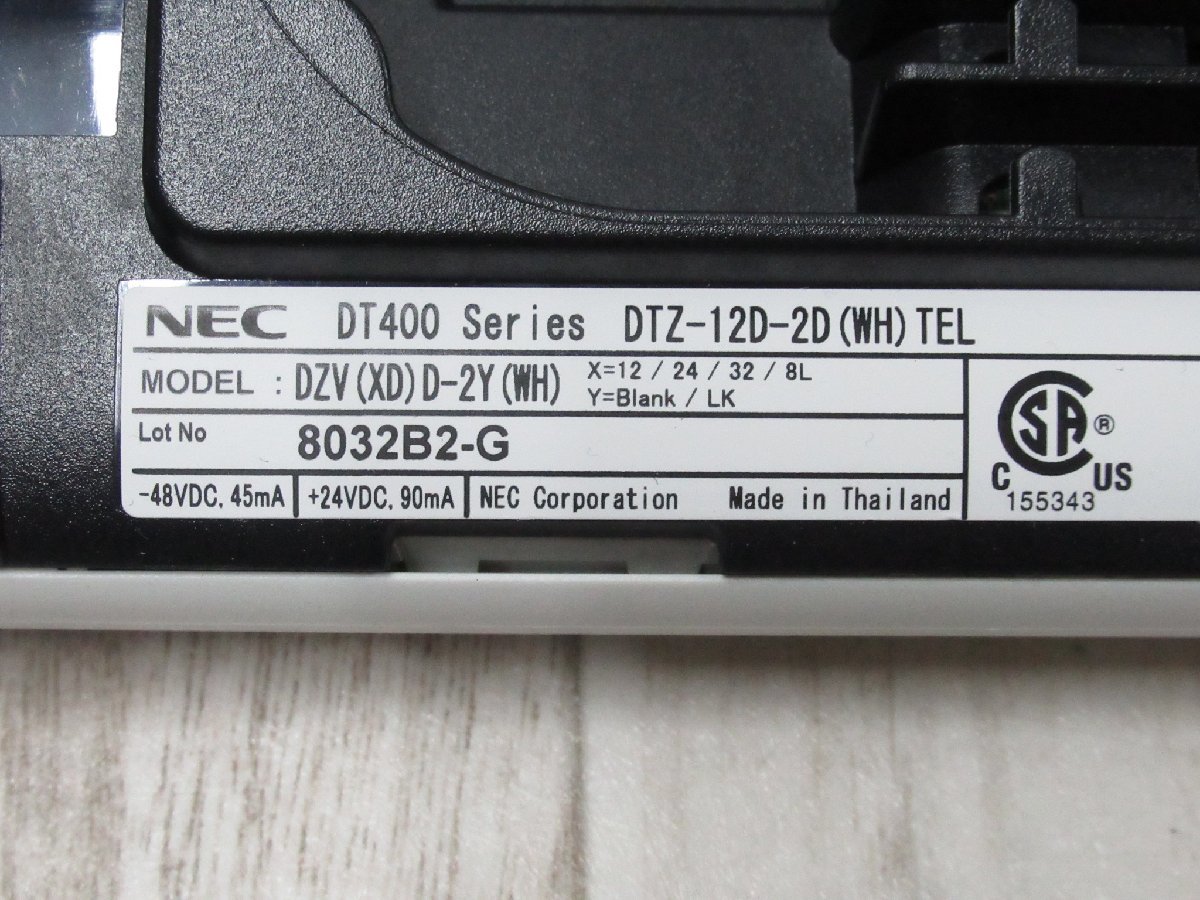 NEC DT400 Series DTZ-12D-2D(WH)TEL
MODEL : DZV(XD)D-2Y(WH) X=12 / 24 / 32 / 8L
Y=Blank / LK
Lot No 8032B2-G
-48VDC, 45mA +24VDC, 90mA NEC Corporation Made in Thailand
CSA ®
C US
155343